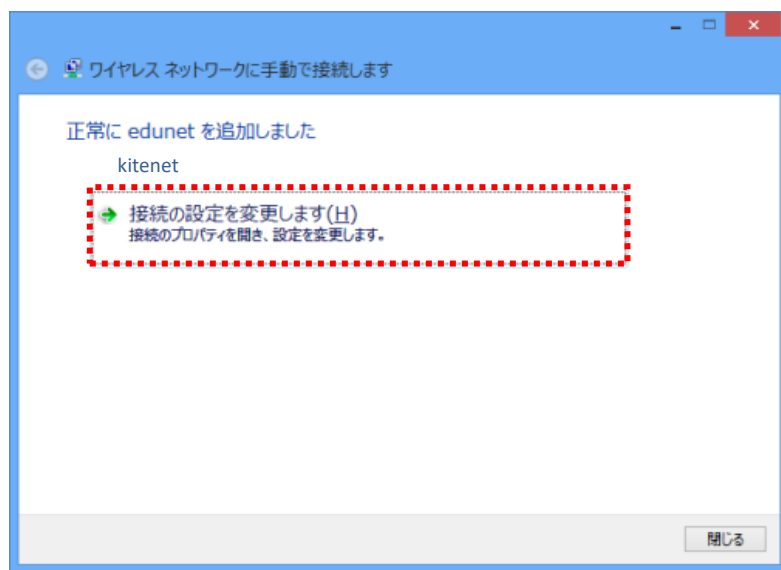 ワイヤレス ネットワークに手動で接続します
正常に edunet を追加しました
kitenet
接続の設定を変更します(H)
接続のプロパティを開き、設定を変更します。
閉じる